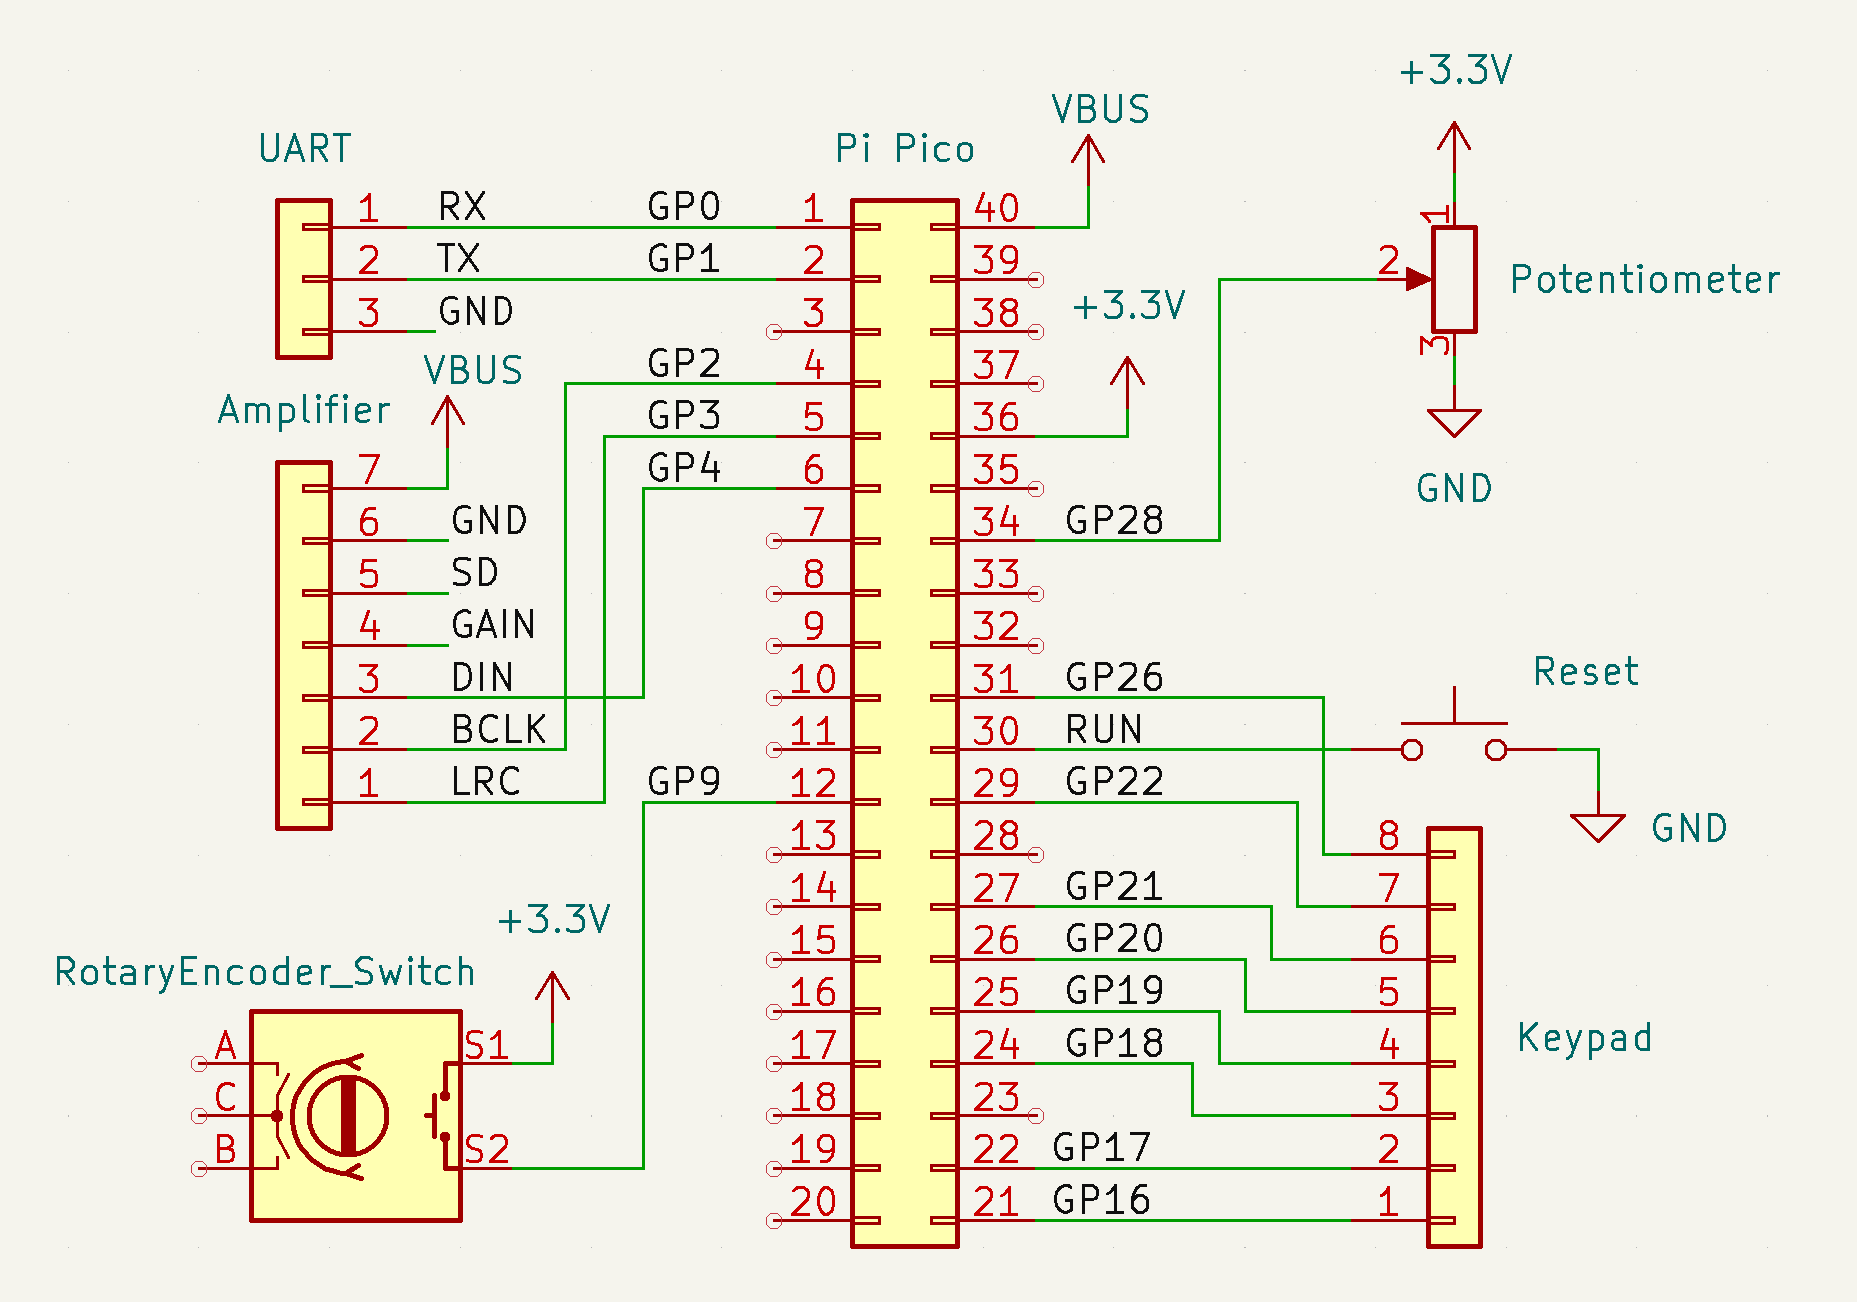 +3.3V
VBUS
UART
Pi Pico
1 RX GP0 1 40
1
2 TX GP1 2 39
2 Potentiometer
3 GND 3 38
+3.3V
3
VBUS
GP2 4 37
Amplifier
GP3 5 36
7 GP4 6 35
GND
6 GND 7 34 GP28
5 SD 8 33
4 GAIN 9 32
3 DIN 10 31 GP26
Reset
2 BCLK 11 30 RUN
1 LRC GP9 12 29 GP22
GND
13 28 8
14 27 GP21 7
+3.3V
15 26 GP20 6
RotaryEncoder_Switch
16 25 GP19 5
Keypad
A S1 17 24 GP18 4
C 18 23 3
B S2 19 22 GP17 2
20 21 GP16 1